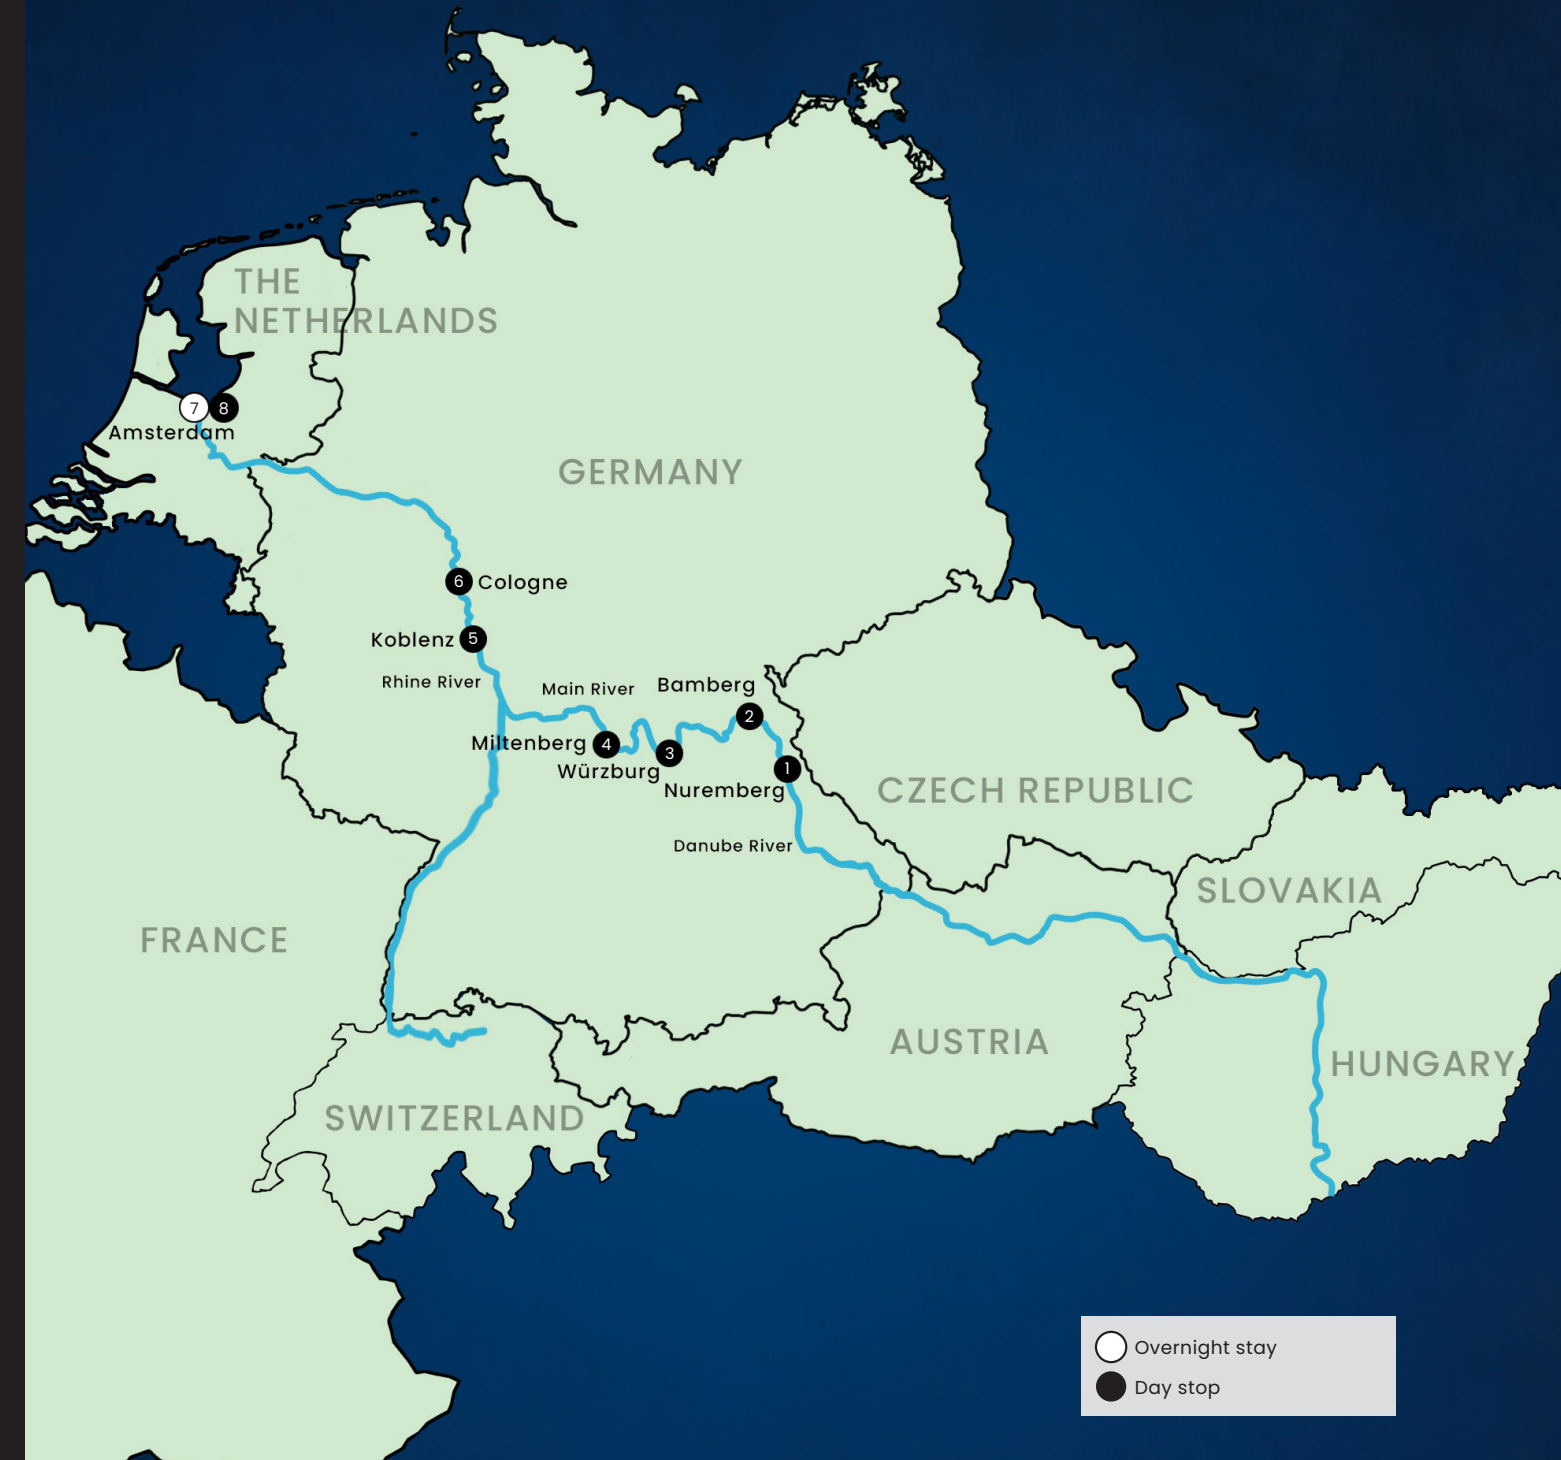 THE
NETHERLANDS
7 8
Amsterdam
GERMANY
6 Cologne
Koblenz 5
Rhine River
Main River
Bamberg
2
Miltenberg 4
3
Würzburg
1
Nuremberg
CZECH REPUBLIC
Danube River
SLOVAKIA
FRANCE
AUSTRIA
HUNGARY
SWITZERLAND
Overnight stay
Day stop